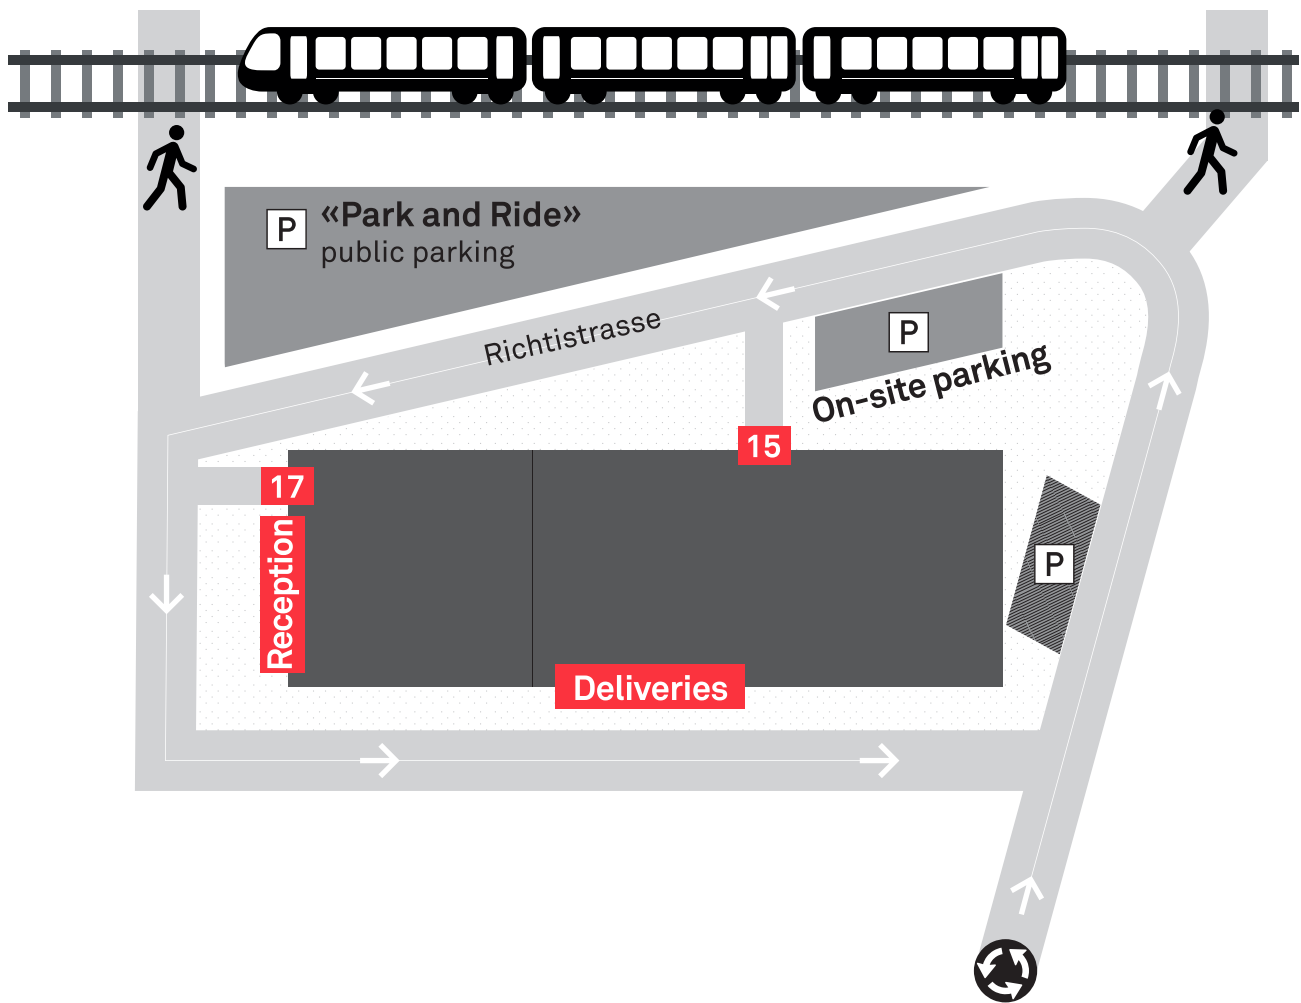 P
«Park and Ride»
public parking
Richtistrasse
P
On-site parking
15
17
Reception
P
Deliveries